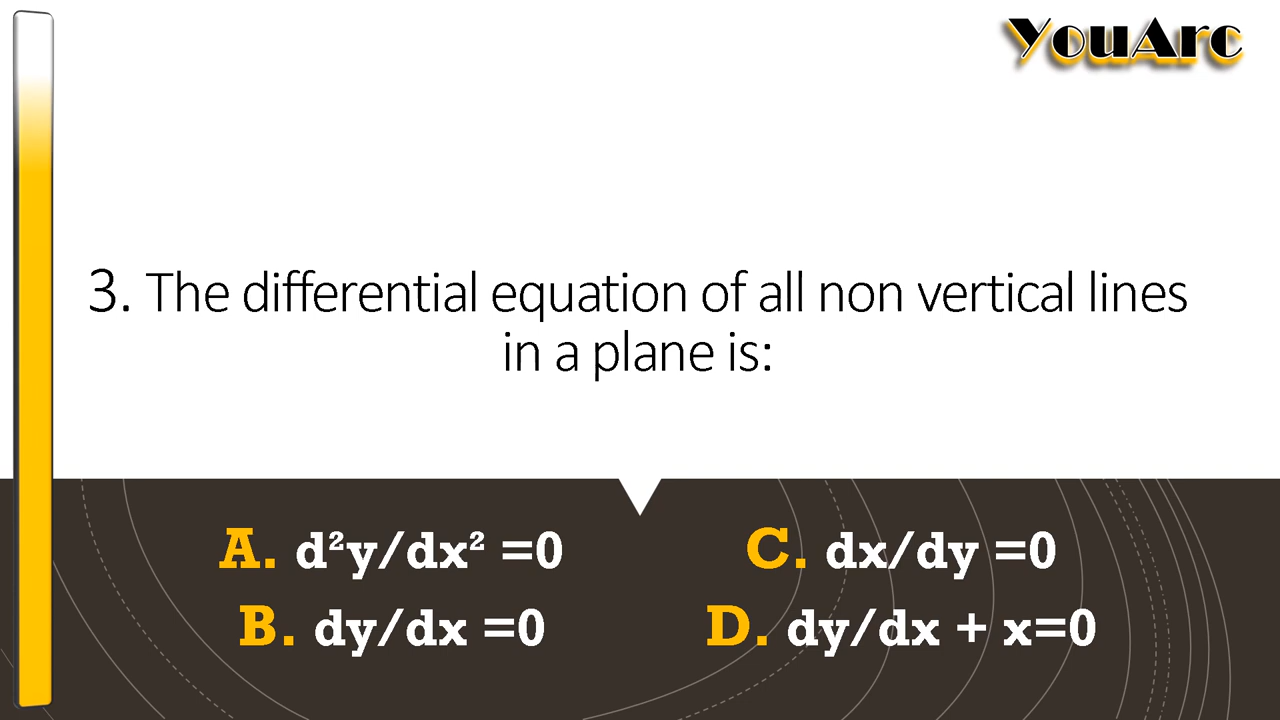 YouArc
3. The differential equation of all non vertical lines
in a plane is:
A. d²y/dx² =0
B. dy/dx =0
C. dx/dy =0
D. dy/dx + x=0